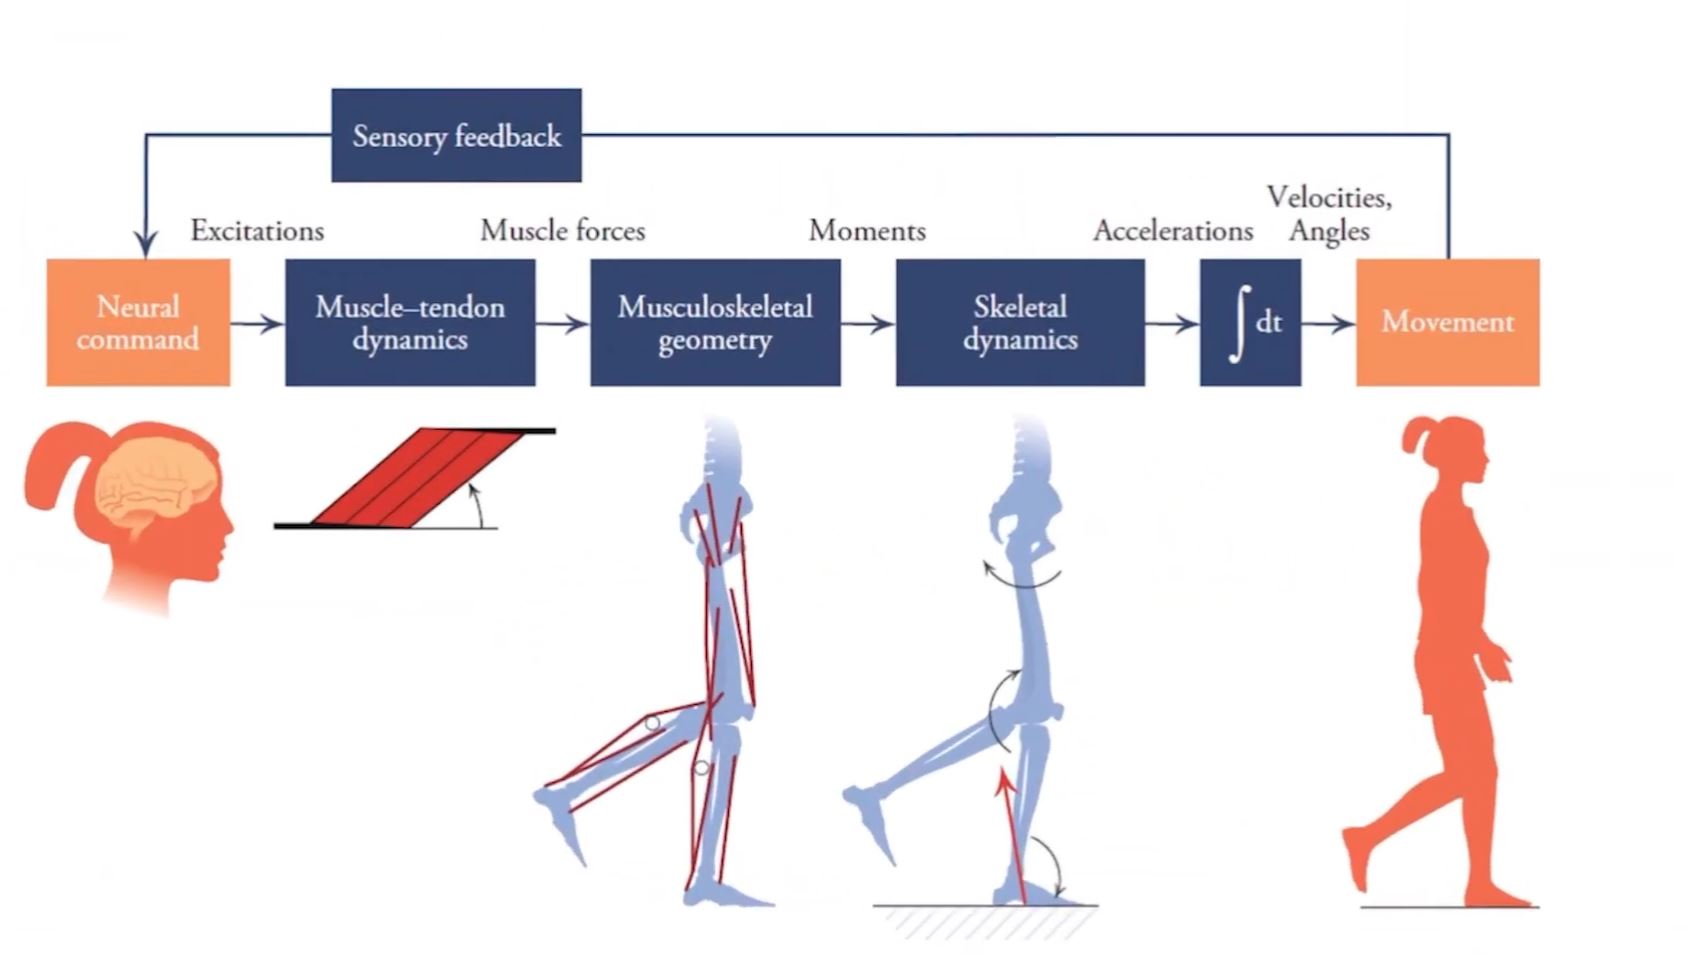 Sensory feedback
Excitations
Muscle forces
Moments
Accelerations
Velocities,
Angles
Neural
command
Muscle–tendon
dynamics
Musculoskeletal
geometry
Skeletal
dynamics
∫dt
Movement